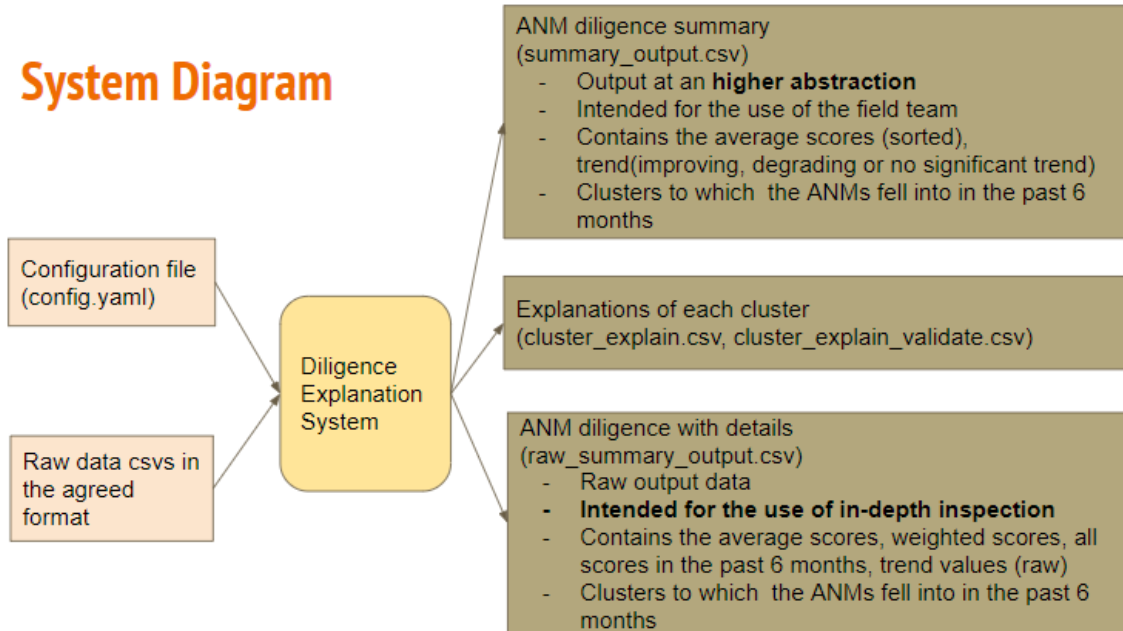 System Diagram
Configuration file
(config.yaml)
Raw data csvs in
the agreed
format
Diligence
Explanation
System
ANM diligence summary
(summary_output.csv)
- Output at an higher abstraction
- Intended for the use of the field team
- Contains the average scores (sorted),
trend(improving, degrading or no significant trend)
- Clusters to which  the ANMs fell into in the past 6
months
Explanations of each cluster
(cluster_explain.csv, cluster_explain_validate.csv)
ANM diligence with details
(raw_summary_output.csv)
- Raw output data
- Intended for the use of in-depth inspection
- Contains the average scores, weighted scores, all
scores in the past 6 months, trend values (raw)
- Clusters to which  the ANMs fell into in the past 6
months